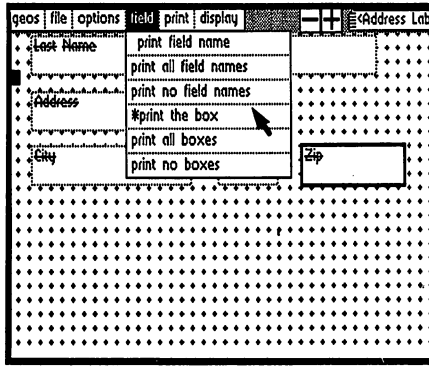 geos file options field print display <Address Lab
Last Name
print field name
print all field names
print no field names
Address
*print the box
print all boxes
City
print no boxes
Zip